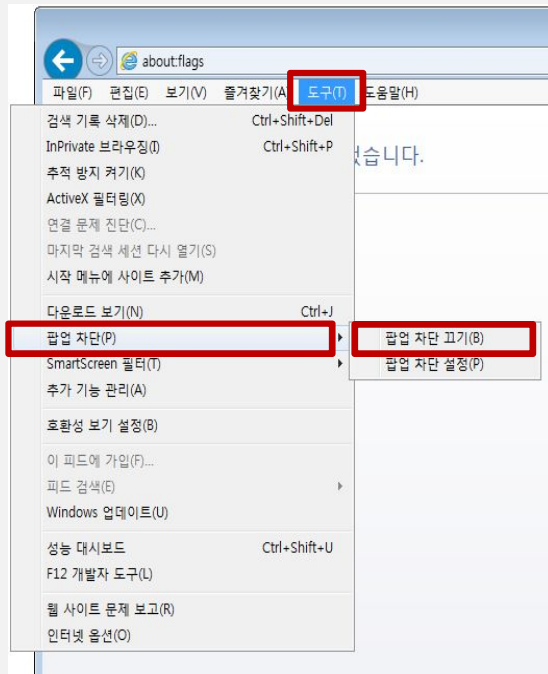 about:flags
파일(F) 편집(E) 보기(V) 즐겨찾기(A) 도구(T) 도움말(H)
검색 기록 삭제(D)... Ctrl+Shift+Del
InPrivate 브라우징(I) Ctrl+Shift+P
추적 방지 켜기(K)
ActiveX 필터링(X)
연결 문제 진단(C)...
마지막 검색 세션 다시 열기(S)
시작 메뉴에 사이트 추가(M)
다운로드 보기(N) Ctrl+J
팝업 차단(P)
SmartScreen 필터(T)
추가 기능 관리(A)
호환성 보기 설정(B)
이 피드에 가입(F)...
피드 검색(E)
Windows 업데이트(U)
성능 대시보드 Ctrl+Shift+U
F12 개발자 도구(L)
웹 사이트 문제 보고(R)
인터넷 옵션(O)
팝업 차단 끄기(B)
팝업 차단 설정(P)
습니다.